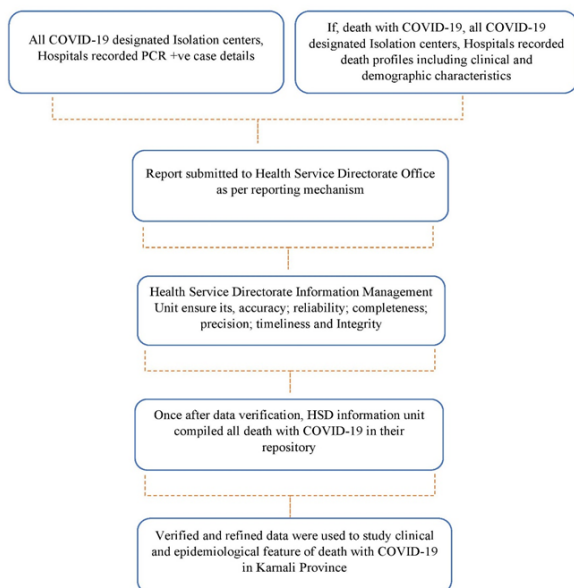 All COVID-19 designated Isolation centers,
Hospitals recorded PCR +ve case details
If, death with COVID-19, all COVID-19
designated Isolation centers, Hospitals recorded
death profiles including clinical and
demographic characteristics
Report submitted to Health Service Directorate Office
as per reporting mechanism
Health Service Directorate Information Management
Unit ensure its, accuracy; reliability; completeness;
precision; timeliness and Integrity
Once after data verification, HSD information unit
compiled all death with COVID-19 in their
repository
Verified and refined data were used to study clinical
and epidemiological feature of death with COVID-19
in Karnali Province